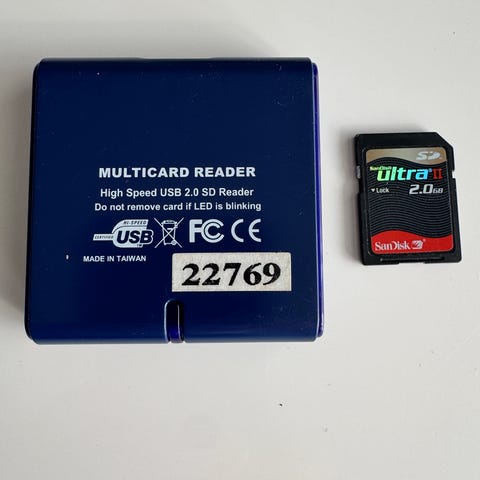 MULTICARD READER
High Speed USB 2.0 SD Reader
Do not remove card if LED is blinking
HI-SPEED
CERTIFIED USB FC CE
MADE IN TAIWAN
22769
SD
SanDisk
ultra II
Lock 2.0GB
SanDisk